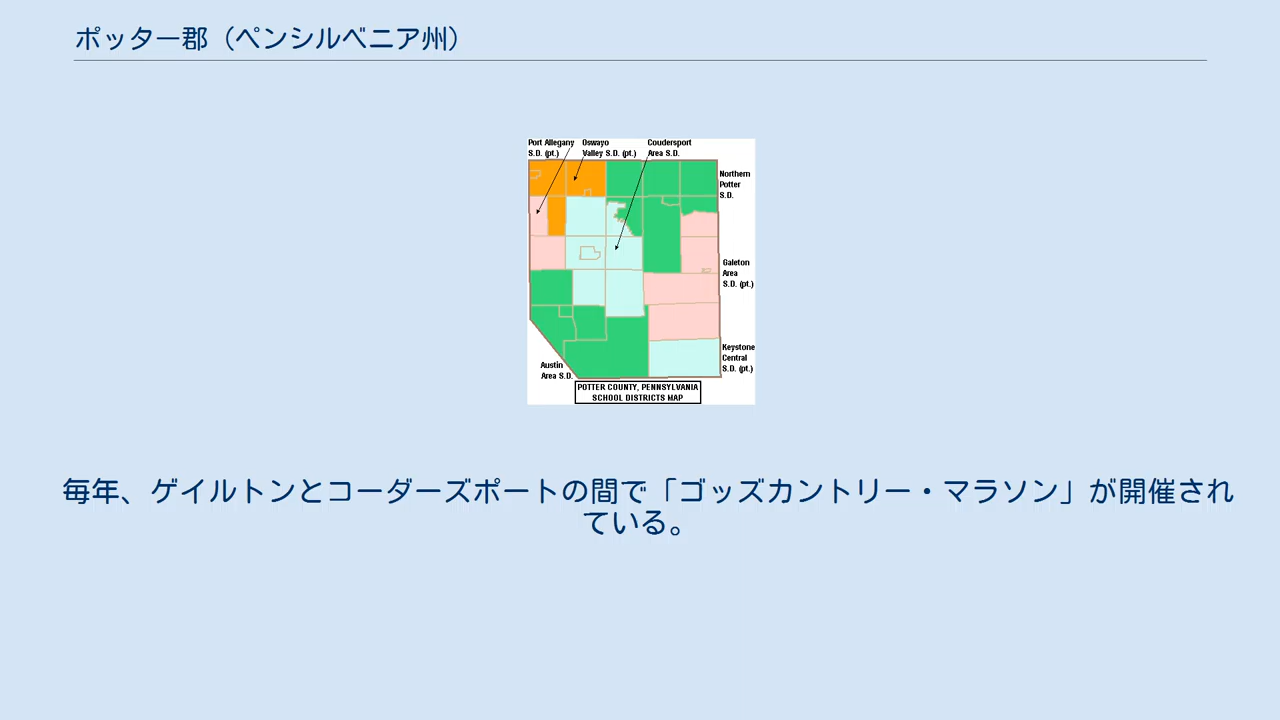 ポッター郡（ペンシルベニア州）
Port Allegany
S.D. (pt.)
Oswayo
Valley S.D. (pt.)
Coudersport
Area S.D.
Northern
Potter
S.D.
Galeton
Area
S.D. (pt.)
Keystone
Central
S.D. (pt.)
Austin
Area S.D.
POTTER COUNTY, PENNSYLVANIA
SCHOOL DISTRICTS MAP
毎年、ゲイルトンとコーダーズポートの間で「ゴッズカントリー・マラソン」が開催され
ている。